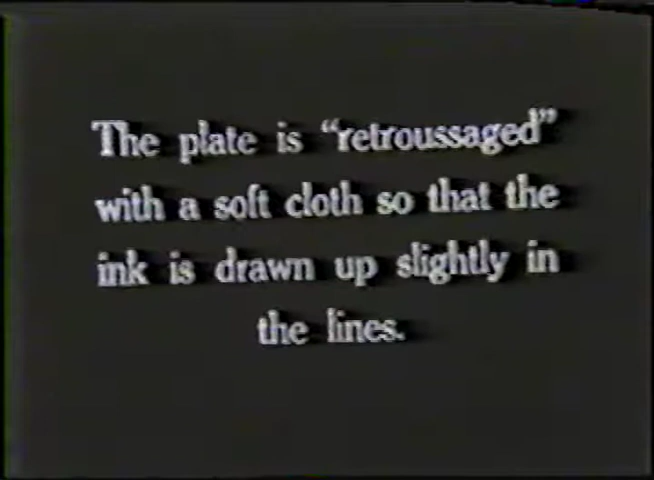 The plate is “retroussaged”
with a soft cloth so that the
ink is drawn up slightly in
the lines.